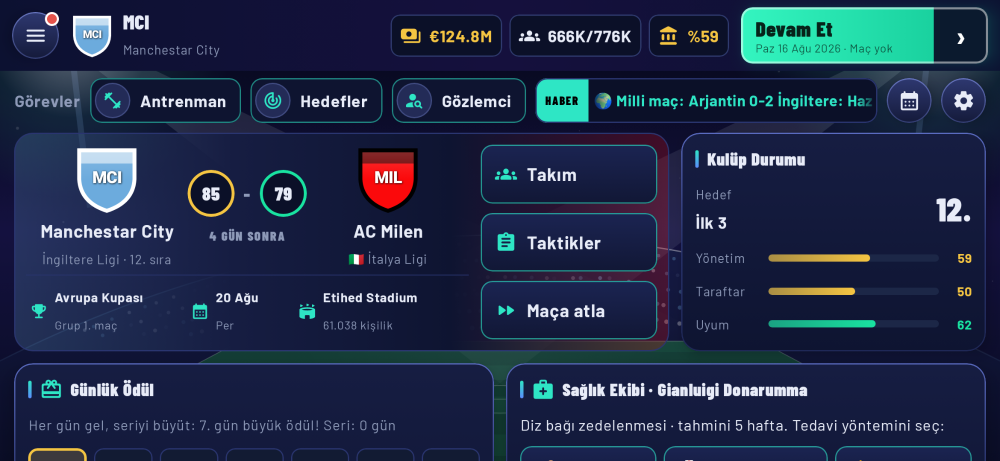 MCI
MCI
Manchestar City
€124.8M
666K/776K
%59
Devam Et
Paz 16 Ağu 2026 · Maç yok
Görevler
Antrenman
Hedefler
Gözlemci
HABER
Milli maç: Arjantin 0-2 İngiltere: Haz
MCI
85 - 79
MIL
4 GÜN SONRA
Manchestar City
AC Milen
İngiltere Ligi · 12. sıra
İtalya Ligi
Avrupa Kupası
Grup 1. maç
20 Ağu
Per
Etihed Stadium
61.038 kişilik
Takım
Taktikler
Maça atla
Kulüp Durumu
Hedef
İlk 3
12.
Yönetim 59
Taraftar 50
Uyum 62
Günlük Ödül
Her gün gel, seriyi büyüt: 7. gün büyük ödül! Seri: 0 gün
Sağlık Ekibi · Gianluigi Donarumma
Diz bağı zedelenmesi · tahmini 5 hafta. Tedavi yöntemini seç: